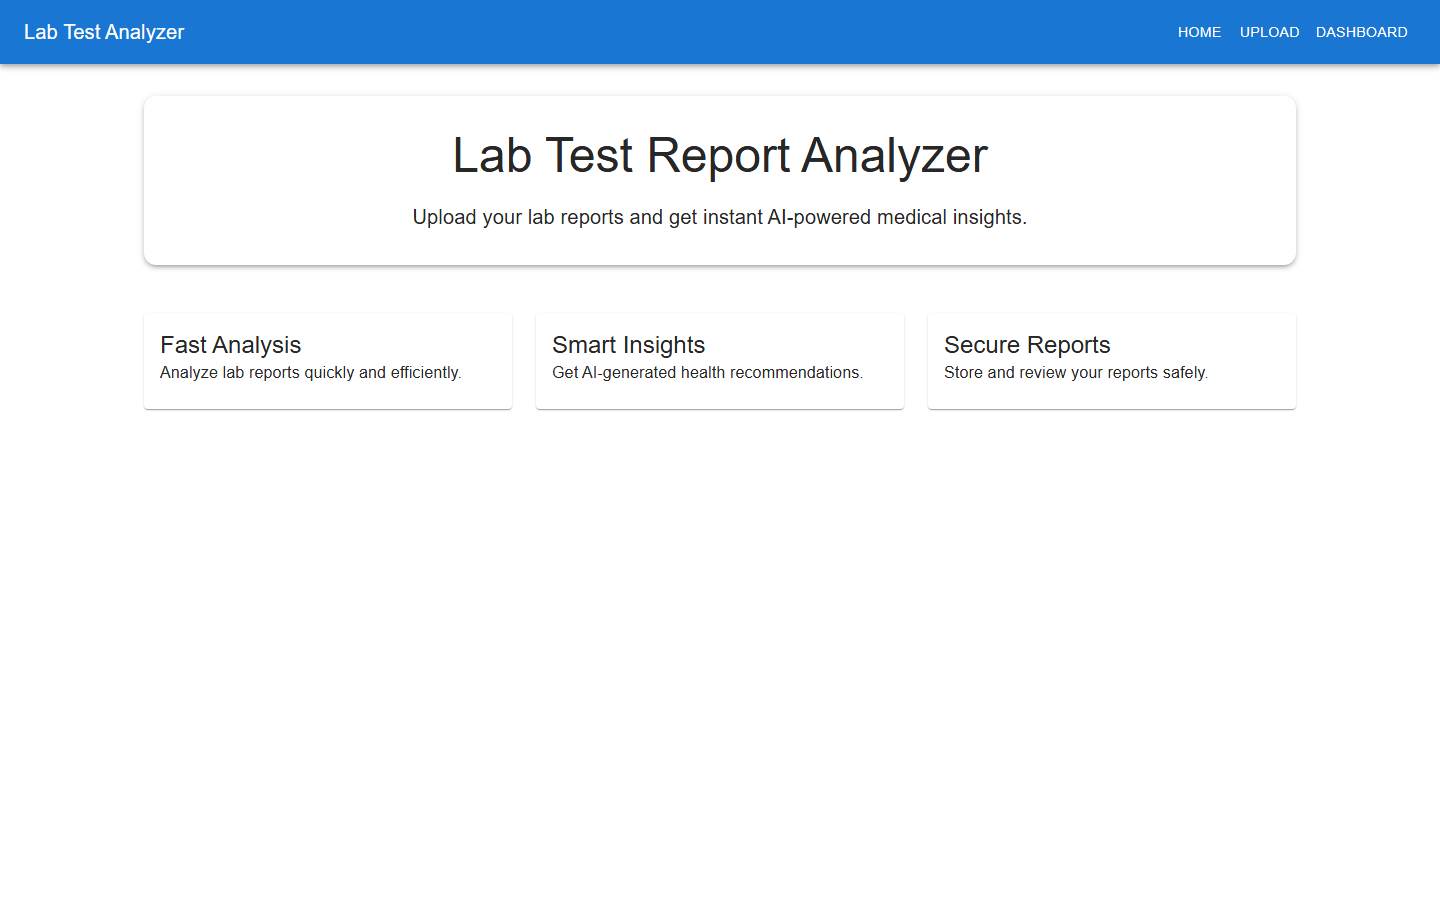 Lab Test Analyzer
HOME UPLOAD DASHBOARD
Lab Test Report Analyzer
Upload your lab reports and get instant AI-powered medical insights.
Fast Analysis
Analyze lab reports quickly and efficiently.
Smart Insights
Get AI-generated health recommendations.
Secure Reports
Store and review your reports safely.